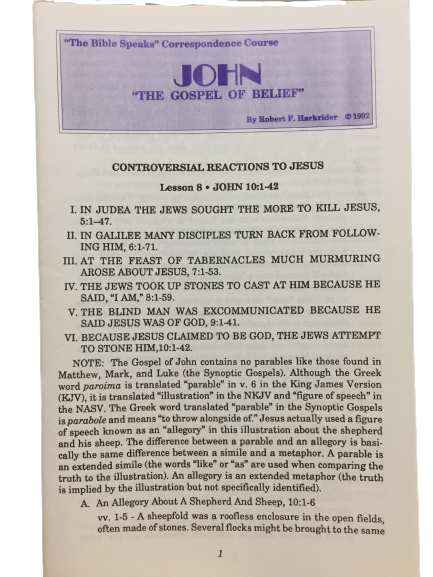 "The Bible Speaks" Correspondence Course
JOHN
"THE GOSPEL OF BELIEF"
By Robert F. Harkrider © 1992
CONTROVERSIAL REACTIONS TO JESUS
Lesson 8 • JOHN 10:1-42
I. IN JUDEA THE JEWS SOUGHT THE MORE TO KILL JESUS,
5:1–47.
II. IN GALILEE MANY DISCIPLES TURN BACK FROM FOLLOW-
ING HIM, 6:1-71.
III. AT THE FEAST OF TABERNACLES MUCH MURMURING
AROSE ABOUT JESUS, 7:1-53.
IV. THE JEWS TOOK UP STONES TO CAST AT HIM BECAUSE HE
SAID, "I AM," 8:1-59.
V. THE BLIND MAN WAS EXCOMMUNICATED BECAUSE HE
SAID JESUS WAS OF GOD, 9:1-41.
VI. BECAUSE JESUS CLAIMED TO BE GOD, THE JEWS ATTEMPT
TO STONE HIM,10:1-42.
NOTE: The Gospel of John contains no parables like those found in
Matthew, Mark, and Luke (the Synoptic Gospels). Although the Greek
word paroima is translated "parable" in v. 6 in the King James Version
(KJV), it is translated "illustration" in the NKJV and "figure of speech" in
the NASV. The Greek word translated "parable" in the Synoptic Gospels
is parabole and means "to throw alongside of." Jesus actually used a figure
of speech known as an "allegory" in this illustration about the shepherd
and his sheep. The difference between a parable and an allegory is basi-
cally the same difference between a simile and a metaphor. A parable is
an extended simile (the words "like" or "as" are used when comparing the
truth to the illustration). An allegory is an extended metaphor (the truth
is implied by the illustration but not specifically identified).
A. An Allegory About A Shepherd And Sheep, 10:1-6
vv. 1-5 - A sheepfold was a roofless enclosure in the open fields,
often made of stones. Several flocks might be brought to the same
1